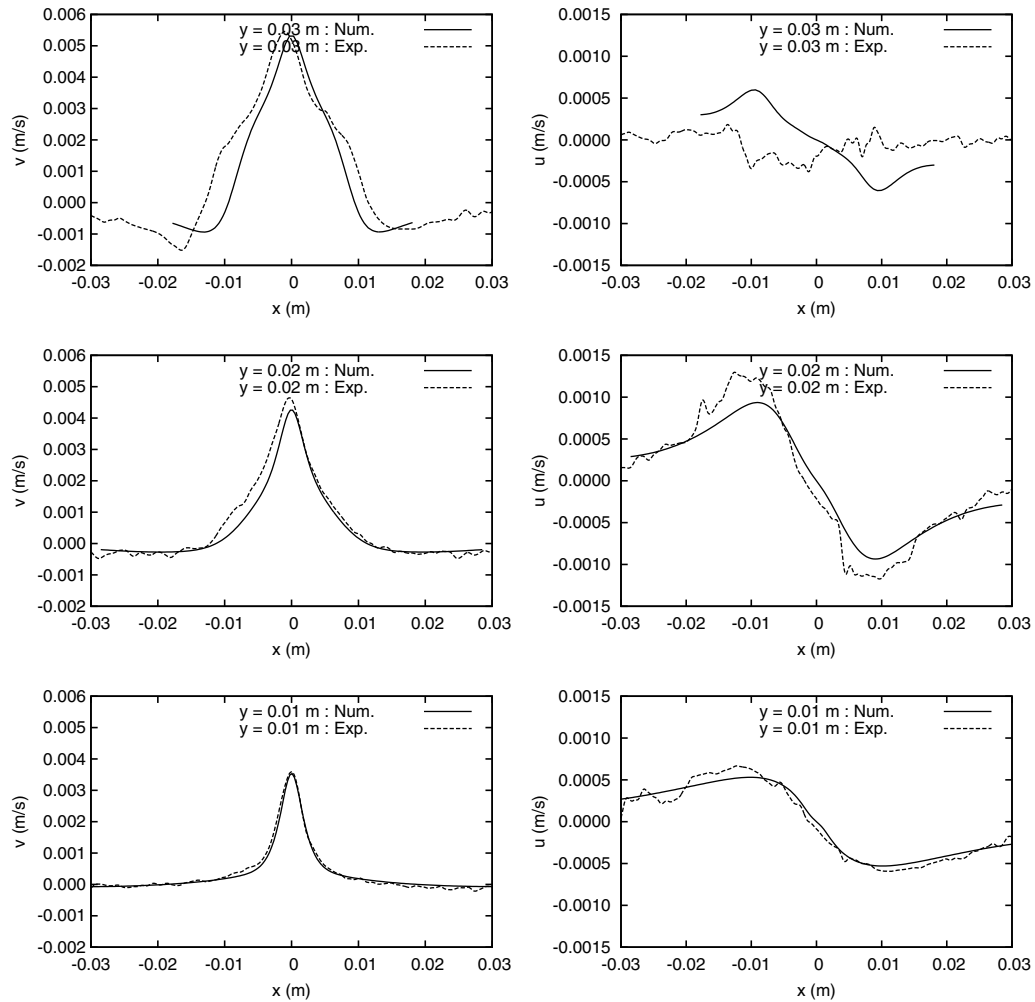 0.006
0.005
0.004
0.003
0.002
0.001
0.000
-0.001
-0.002
v (m/s)
y = 0.03 m : Num.
y = 0.03 m : Exp.
-0.03 -0.02 -0.01 0 0.01 0.02 0.03
x (m)
0.0015
0.0010
0.0005
0.0000
-0.0005
-0.0010
-0.0015
u (m/s)
y = 0.03 m : Num.
y = 0.03 m : Exp.
-0.03 -0.02 -0.01 0 0.01 0.02 0.03
x (m)
0.006
0.005
0.004
0.003
0.002
0.001
0.000
-0.001
-0.002
v (m/s)
y = 0.02 m : Num.
y = 0.02 m : Exp.
-0.03 -0.02 -0.01 0 0.01 0.02 0.03
x (m)
0.0015
0.0010
0.0005
0.0000
-0.0005
-0.0010
-0.0015
u (m/s)
y = 0.02 m : Num.
y = 0.02 m : Exp.
-0.03 -0.02 -0.01 0 0.01 0.02 0.03
x (m)
0.006
0.005
0.004
0.003
0.002
0.001
0.000
-0.001
-0.002
v (m/s)
y = 0.01 m : Num.
y = 0.01 m : Exp.
-0.03 -0.02 -0.01 0 0.01 0.02 0.03
x (m)
0.0015
0.0010
0.0005
0.0000
-0.0005
-0.0010
-0.0015
u (m/s)
y = 0.01 m : Num.
y = 0.01 m : Exp.
-0.03 -0.02 -0.01 0 0.01 0.02 0.03
x (m)